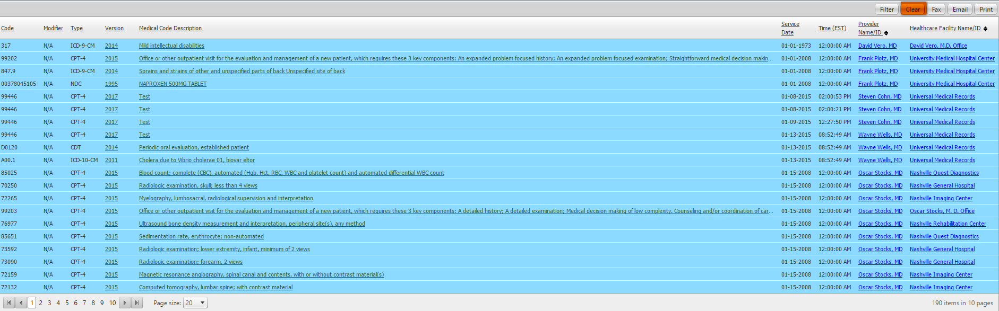 Filter Clear Fax Email Print
Code Modifier Type Version Medical Code Description Service Date Time (EST) Provider Name/ID Healthcare Facility Name/ID
317 N/A ICD-9-CM 2014 Mild intellectual disabilities 01-01-1973 12:00:00 AM David Vero, MD David Vero, M.D. Office
99202 N/A CPT-4 2015 Office or other outpatient visit for the evaluation and management of a new patient, which requires these 3 key components: An expanded problem focused history; An expanded problem focused examination; Straightforward medical decision makin... 01-01-2008 12:00:00 AM Frank Plotz, MD University Medical Hospital Center
847.9 N/A ICD-9-CM 2014 Sprains and strains of other and unspecified parts of back Unspecified site of back 01-01-2008 12:00:00 AM Frank Plotz, MD University Medical Hospital Center
00378045105 N/A NDC 1995 NAPROXEN 500MG TABLET 01-01-2008 12:00:00 AM Frank Plotz, MD University Medical Hospital Center
99446 N/A CPT-4 2017 Test 01-08-2015 02:00:53 PM Steven Cohn, MD Universal Medical Records
99446 N/A CPT-4 2017 Test 01-08-2015 02:00:21 PM Steven Cohn, MD Universal Medical Records
99446 N/A CPT-4 2017 Test 01-09-2015 12:27:50 PM Steven Cohn, MD Universal Medical Records
99446 N/A CPT-4 2017 Test 01-13-2015 08:52:49 AM Wayne Wells, MD Universal Medical Records
D0120 N/A CDT 2014 Periodic oral evaluation, established patient 01-13-2015 08:52:49 AM Wayne Wells, MD Universal Medical Records
A00.1 N/A ICD-10-CM 2011 Cholera due to Vibrio cholerae 01, biovar eltor 01-13-2015 08:52:49 AM Wayne Wells, MD Universal Medical Records
85025 N/A CPT-4 2015 Blood count; complete (CBC), automated (Hgb, Hct, RBC, WBC and platelet count) and automated differential WBC count 01-15-2008 12:00:00 AM Oscar Stocks, MD Nashville Quest Diagnostics
70250 N/A CPT-4 2015 Radiologic examination, skull; less than 4 views 01-15-2008 12:00:00 AM Oscar Stocks, MD Nashville General Hospital
72265 N/A CPT-4 2015 Myelography, lumbosacral, radiological supervision and interpretation 01-15-2008 12:00:00 AM Oscar Stocks, MD Nashville Imaging Center
99203 N/A CPT-4 2015 Office or other outpatient visit for the evaluation and management of a new patient, which requires these 3 key components: A detailed history; A detailed examination; Medical decision making of low complexity. Counseling and/or coordination of car... 01-15-2008 12:00:00 AM Oscar Stocks, MD Oscar Stocks, M. D. Office
76977 N/A CPT-4 2015 Ultrasound bone density measurement and interpretation, peripheral site(s), any method 01-15-2008 12:00:00 AM Oscar Stocks, MD Nashville Rehabilitation Center
85651 N/A CPT-4 2015 Sedimentation rate, erythrocyte; non-automated 01-15-2008 12:00:00 AM Oscar Stocks, MD Nashville Quest Diagnostics
73592 N/A CPT-4 2015 Radiologic examination; lower extremity, infant, minimum of 2 views 01-15-2008 12:00:00 AM Oscar Stocks, MD Nashville General Hospital
73090 N/A CPT-4 2015 Radiologic examination; forearm, 2 views 01-15-2008 12:00:00 AM Oscar Stocks, MD Nashville General Hospital
72159 N/A CPT-4 2015 Magnetic resonance angiography, spinal canal and contents, with or without contrast material(s) 01-15-2008 12:00:00 AM Oscar Stocks, MD Nashville Imaging Center
72132 N/A CPT-4 2015 Computed tomography, lumbar spine; with contrast material 01-15-2008 12:00:00 AM Oscar Stocks, MD Nashville Imaging Center
1 2 3 4 5 6 7 8 9 10 Page size: 20 190 items in 10 pages